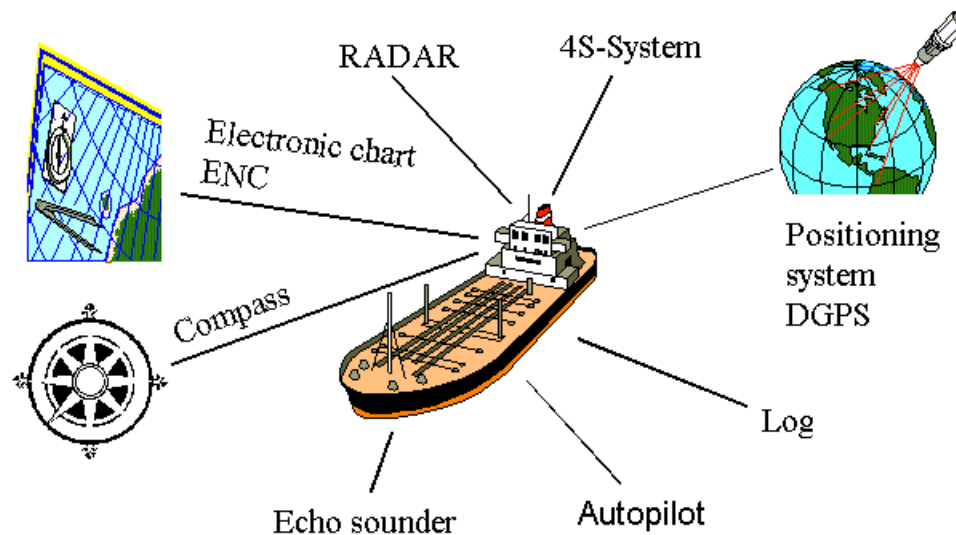 RADAR
4S-System
Electronic chart
ENC
Positioning
system
DGPS
Compass
Log
Echo sounder
Autopilot